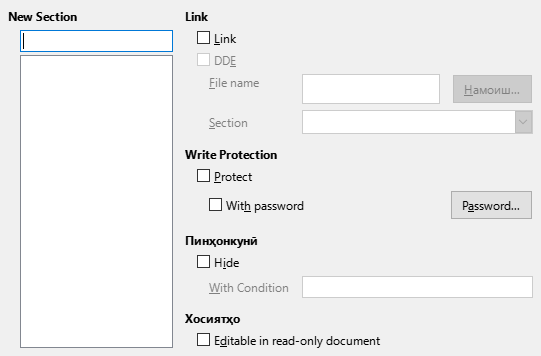 New Section
Link
Link
DDE
File name
Намоиш...
Section
Write Protection
Protect
With password
Password...
Пинҳонкунӣ
Hide
With Condition
Хосиятҳо
Editable in read-only document